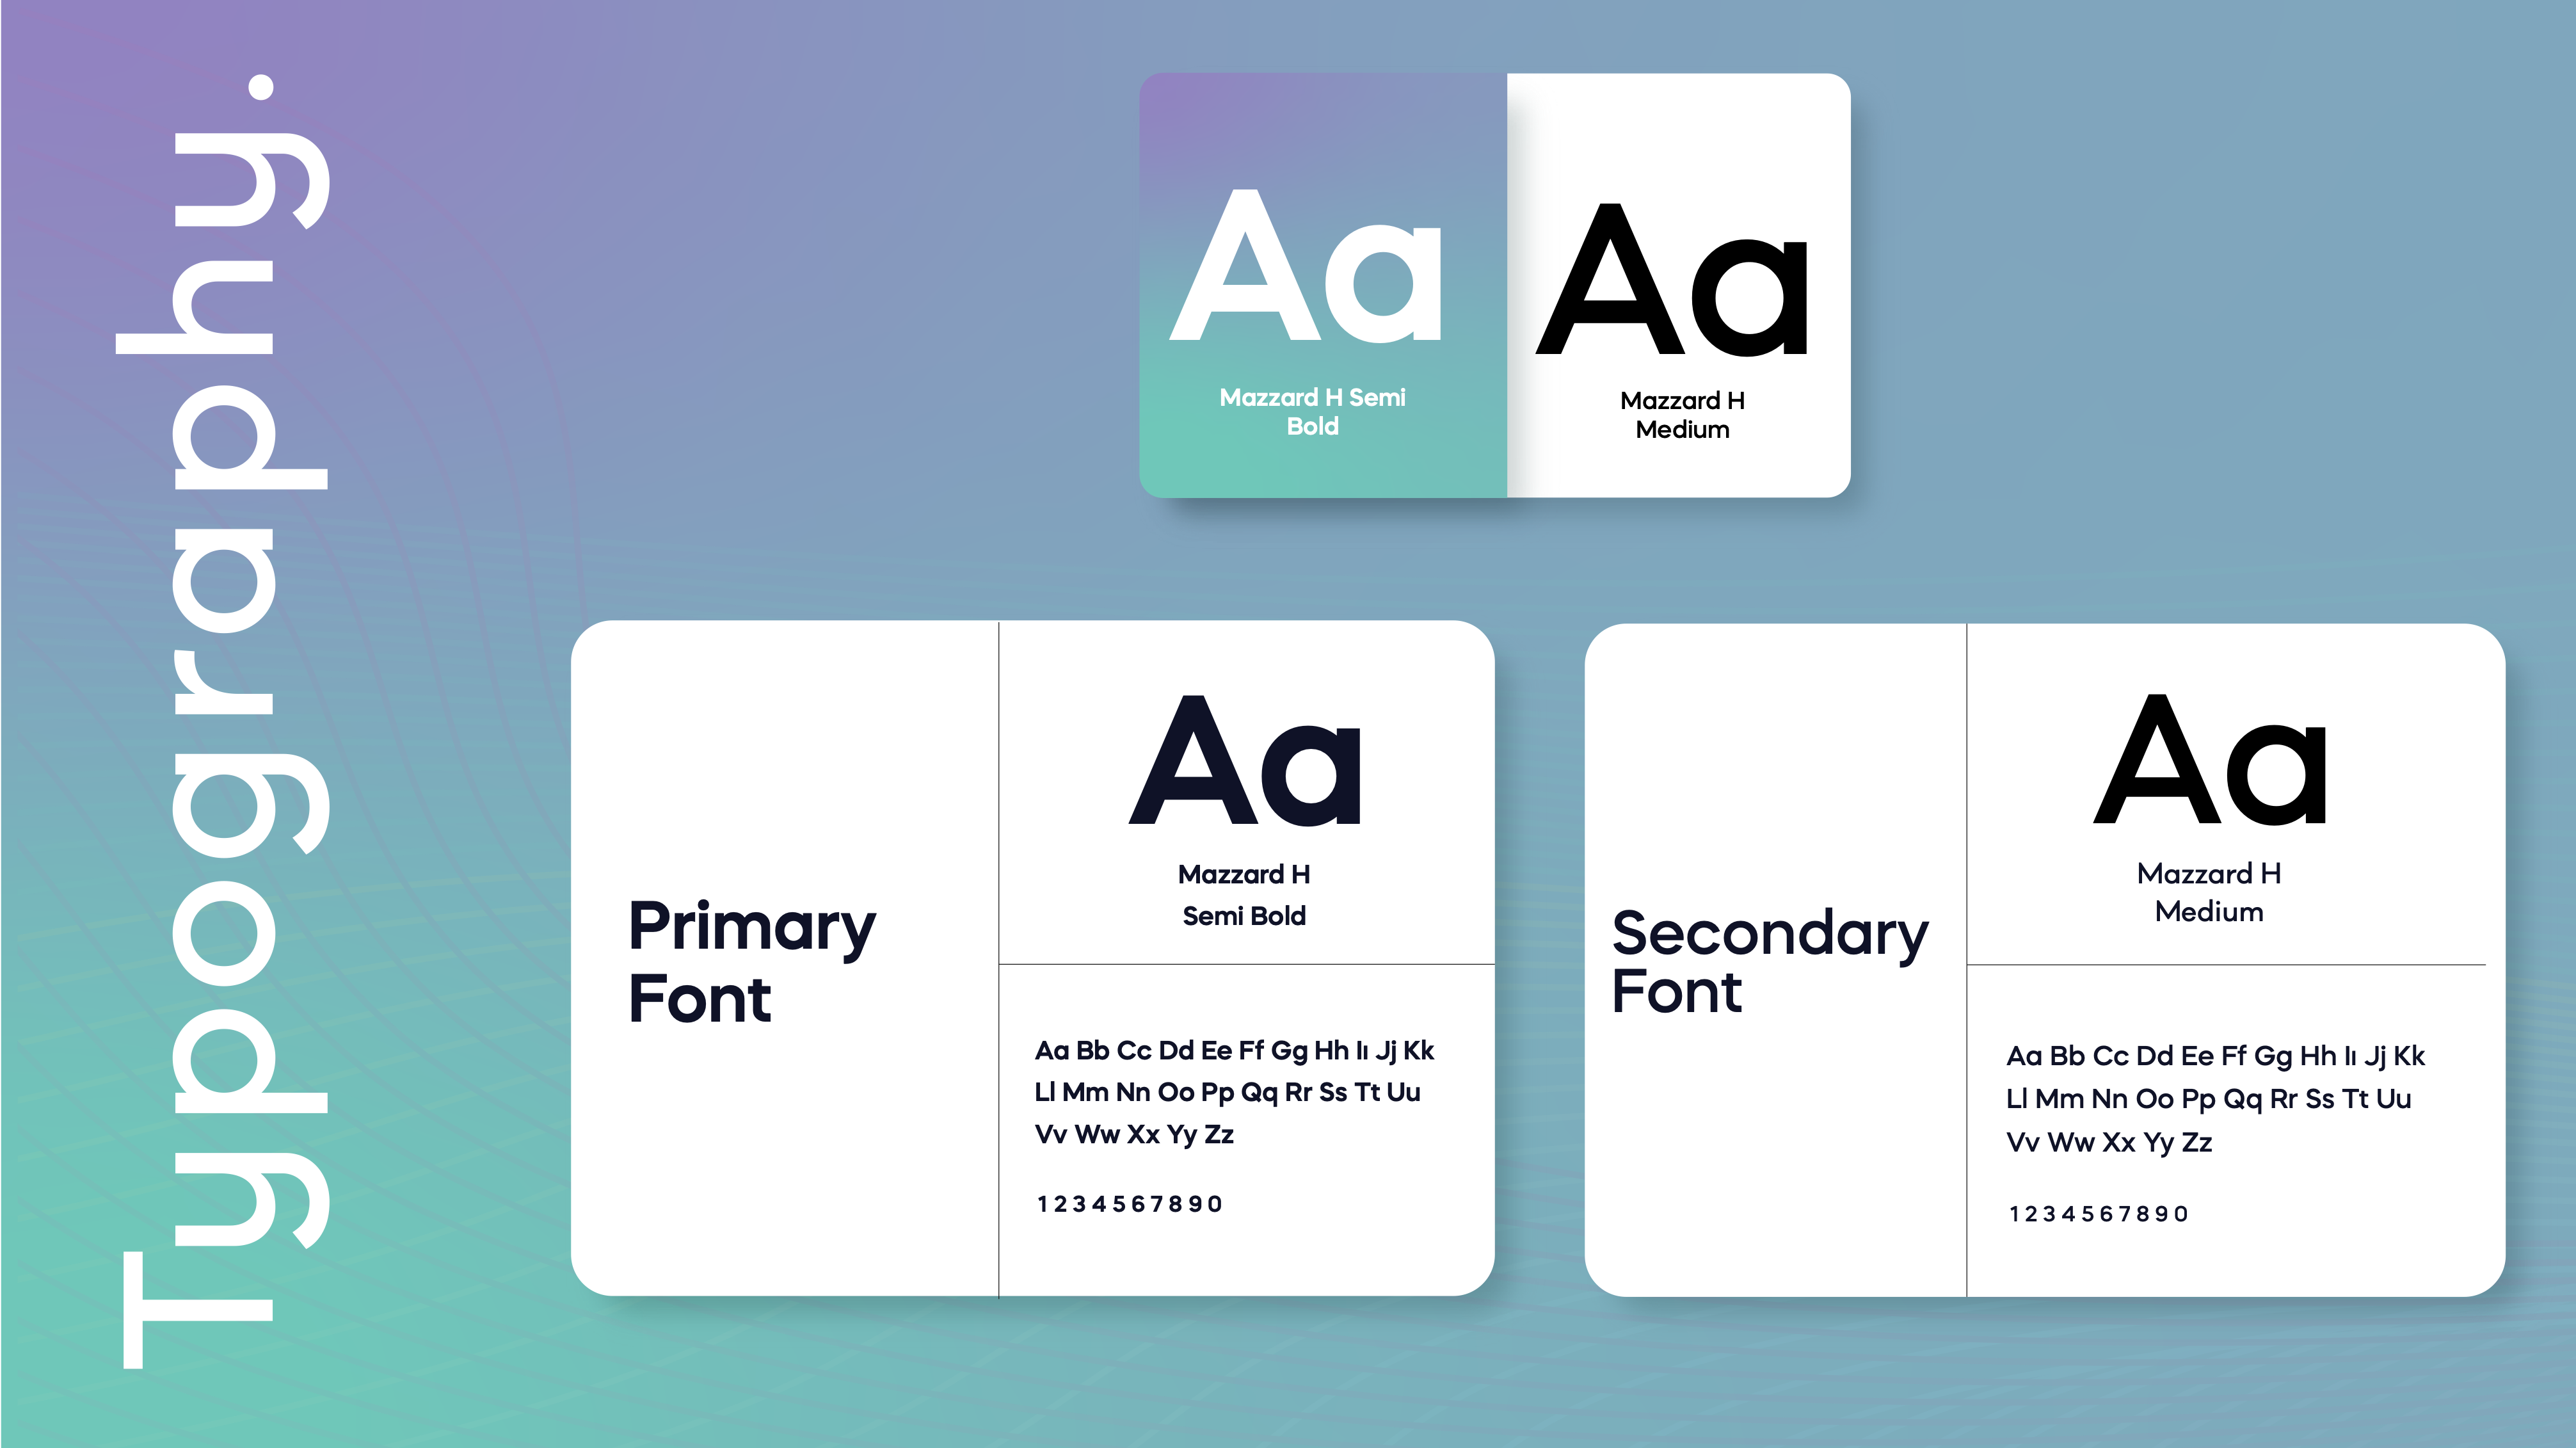 Typography.
Aa
Mazzard H Semi
Bold
Aa
Mazzard H
Medium
Primary
Font
Aa
Mazzard H
Semi Bold
Aa Bb Cc Dd Ee Ff Gg Hh Iı Jj Kk
Ll Mm Nn Oo Pp Qq Rr Ss Tt Uu
Vv Ww Xx Yy Zz
1 2 3 4 5 6 7 8 9 0
Secondary
Font
Aa
Mazzard H
Medium
Aa Bb Cc Dd Ee Ff Gg Hh Iı Jj Kk
Ll Mm Nn Oo Pp Qq Rr Ss Tt Uu
Vv Ww Xx Yy Zz
1 2 3 4 5 6 7 8 9 0